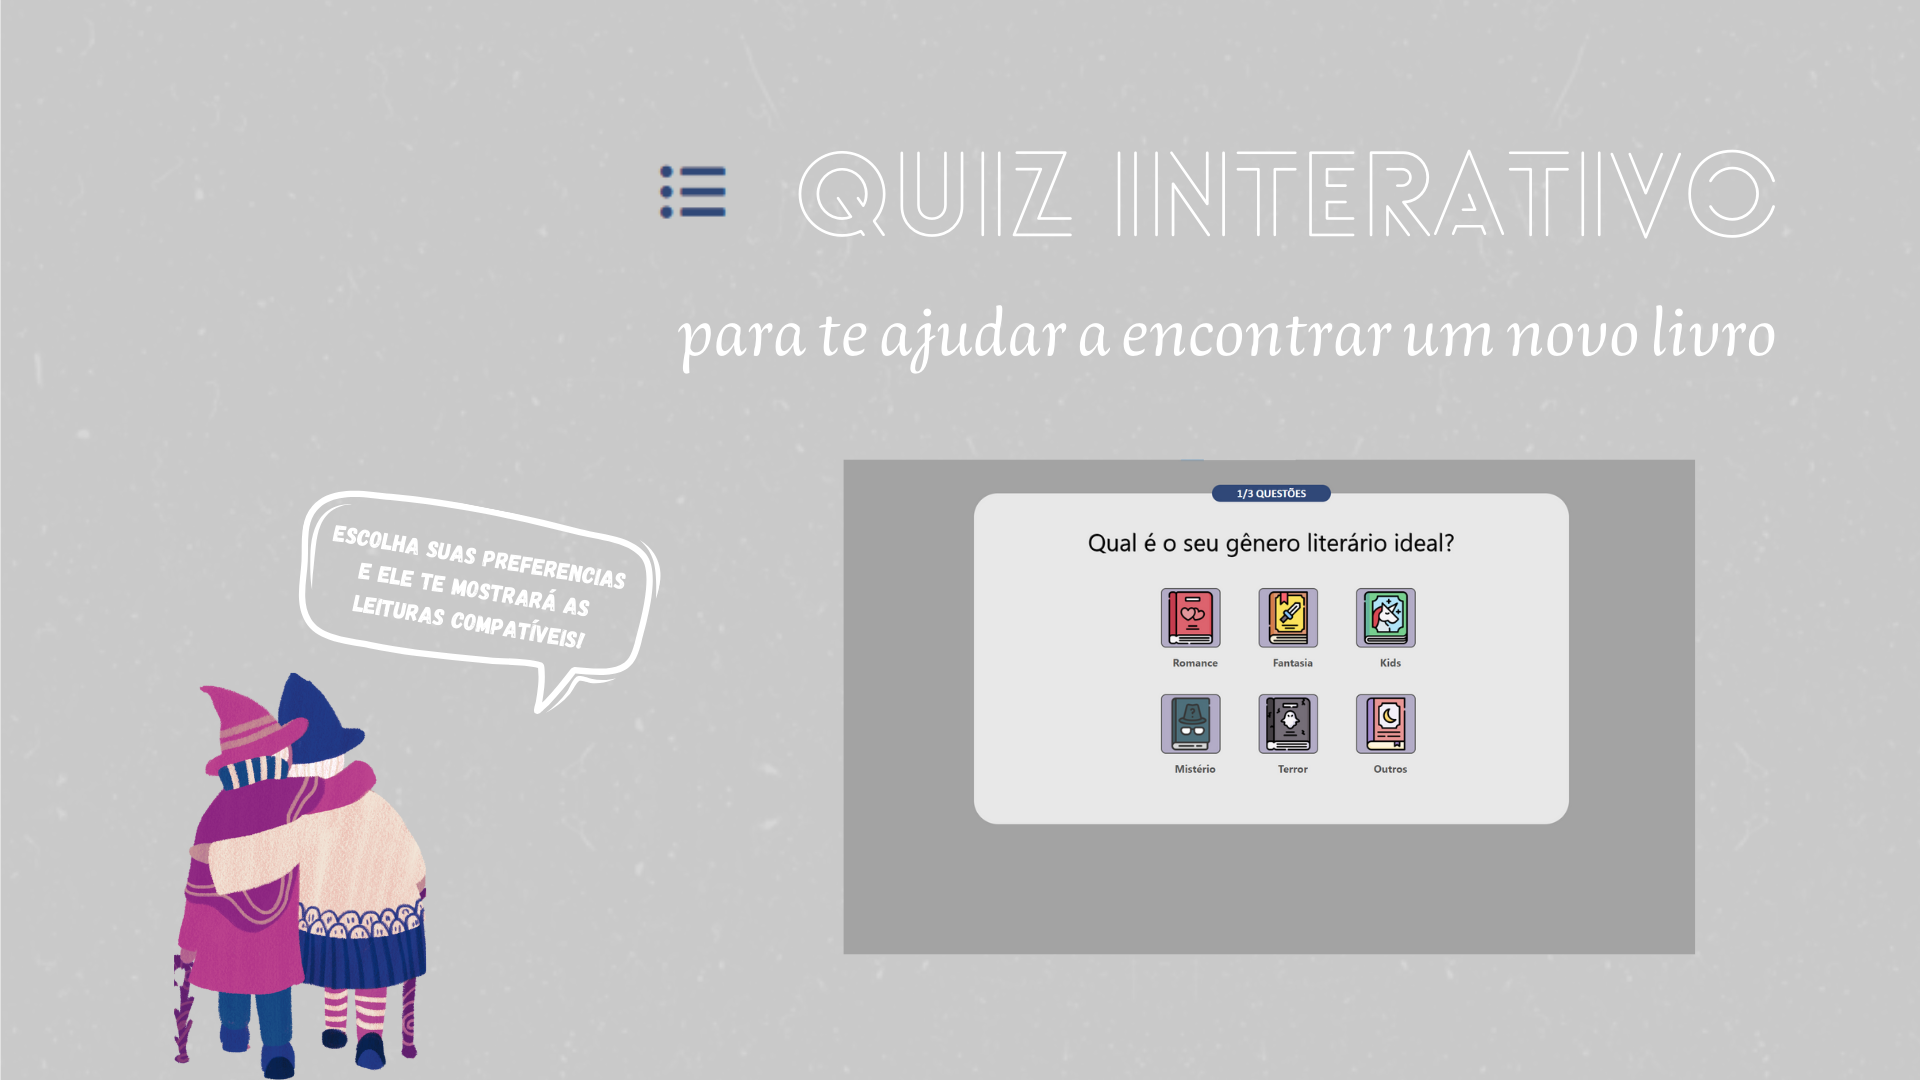 QUIZ INTERATIVO
para te ajudar a encontrar um novo livro
ESCOLHA SUAS PREFERENCIAS
E ELE TE MOSTRARÁ AS
LEITURAS COMPATÍVEIS!
1/3 QUESTÕES
Qual é o seu gênero literário ideal?
Romance Fantasia Kids
Mistério Terror Outros